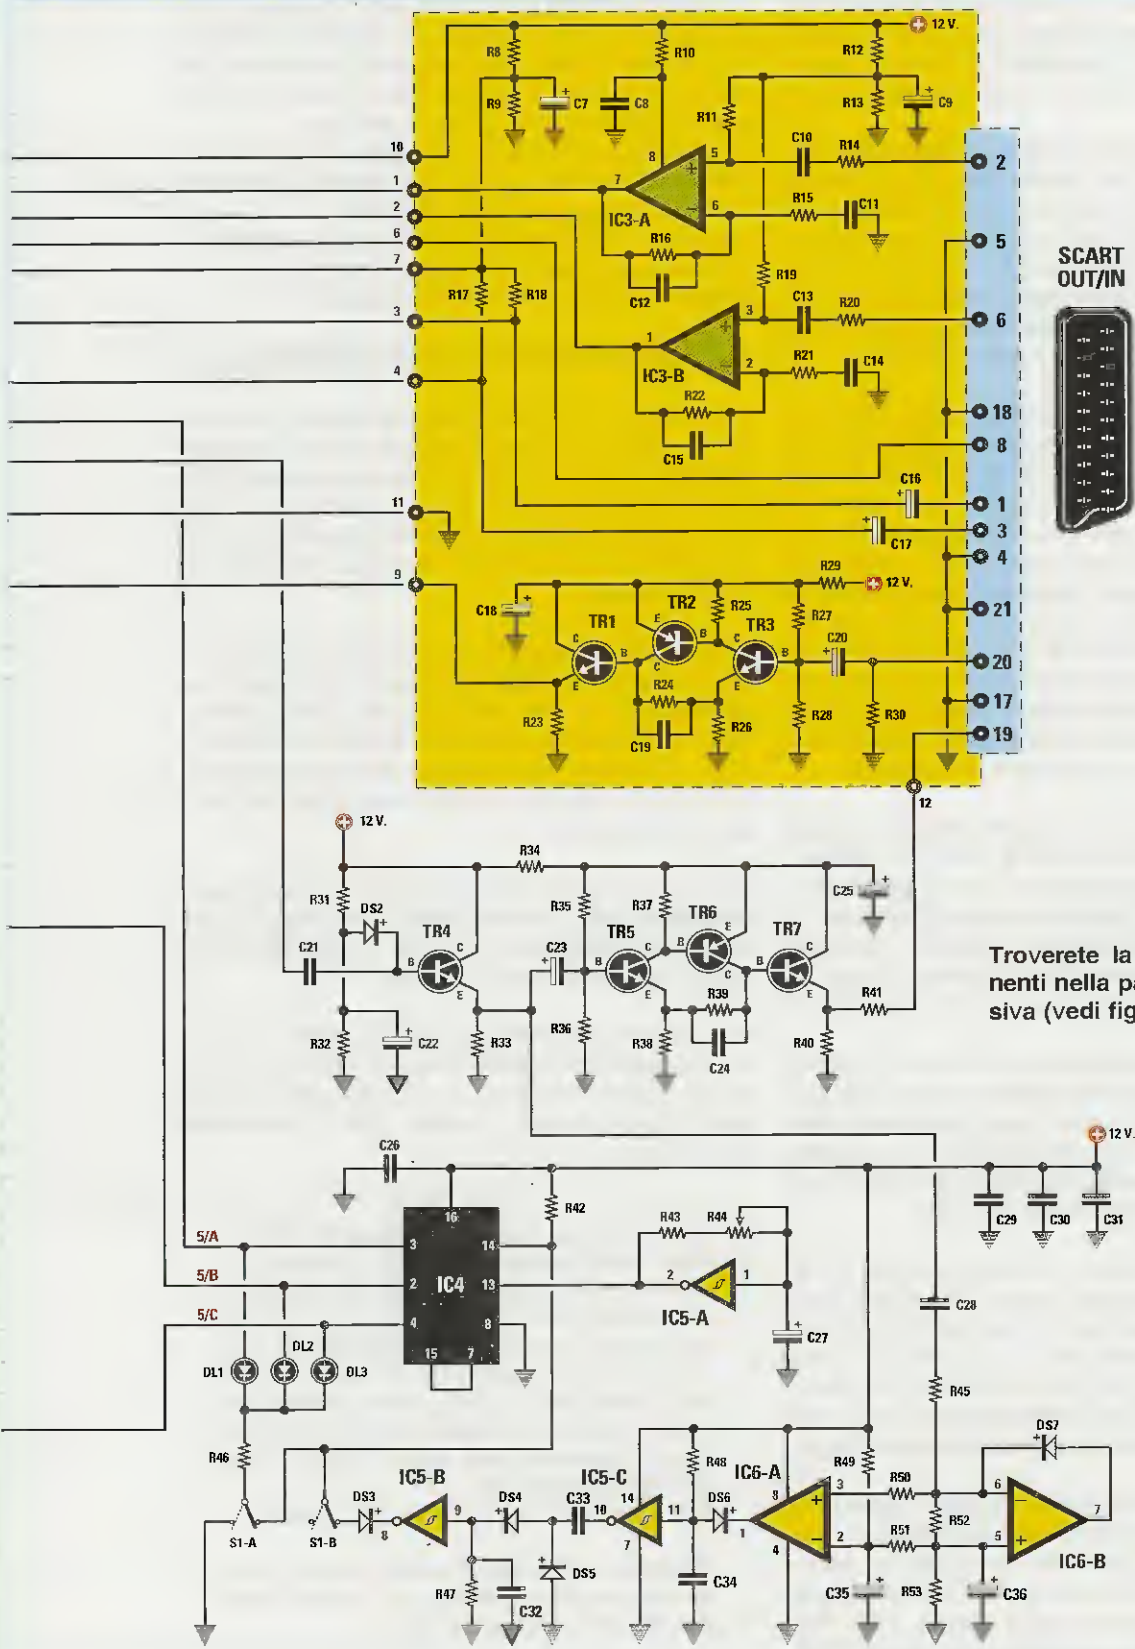 12 V.
R8
R10
R12
R9
C7
C8
R11
R13
C9
10
C10
R14
8
5
2
1
7
IC3-A
6
R15
C11
2
R16
5
SCART
OUT/IN
6
7
R17
R18
C12
R19
3
C13
R20
6
3
1
IC3-B
2
R21
C14
4
R22
18
C15
8
C16
1
11
C17
3
4
9
R29
12 V.
C18
TR1
TR2
R25
TR3
R27
C20
21
C
E
B
C
B
C
E
B
E
20
R24
17
R23
C19
R26
R28
R30
19
12
12 V.
R34
R31
DS2
R35
R37
TR6
C25
C21
TR4
C23
TR5
TR7
B
C
E
B
C
E
B
E
C
B
C
E
Troverete la
R39
R41
nenti nella pa
siva (vedi fig
R32
C22
R33
R36
R38
C24
R40
C26
12 V.
16
R42
R43
R44
C29
C30
C31
5/A
3
14
5/B
2
IC4
13
2
1
C28
5/C
4
8
IC5-A
C27
DL1
DL2
DL3
15
7
R45
DS7
R46
IC5-B
IC5-C
R48
IC6-A
R49
DS3
DS4
C33
14
DS6
8
3
R50
6
9
10
11
R52
7
S1-A
S1-B
8
7
1
2
R51
5
4
IC6-B
R47
C32
DS5
C34
C35
R53
C36